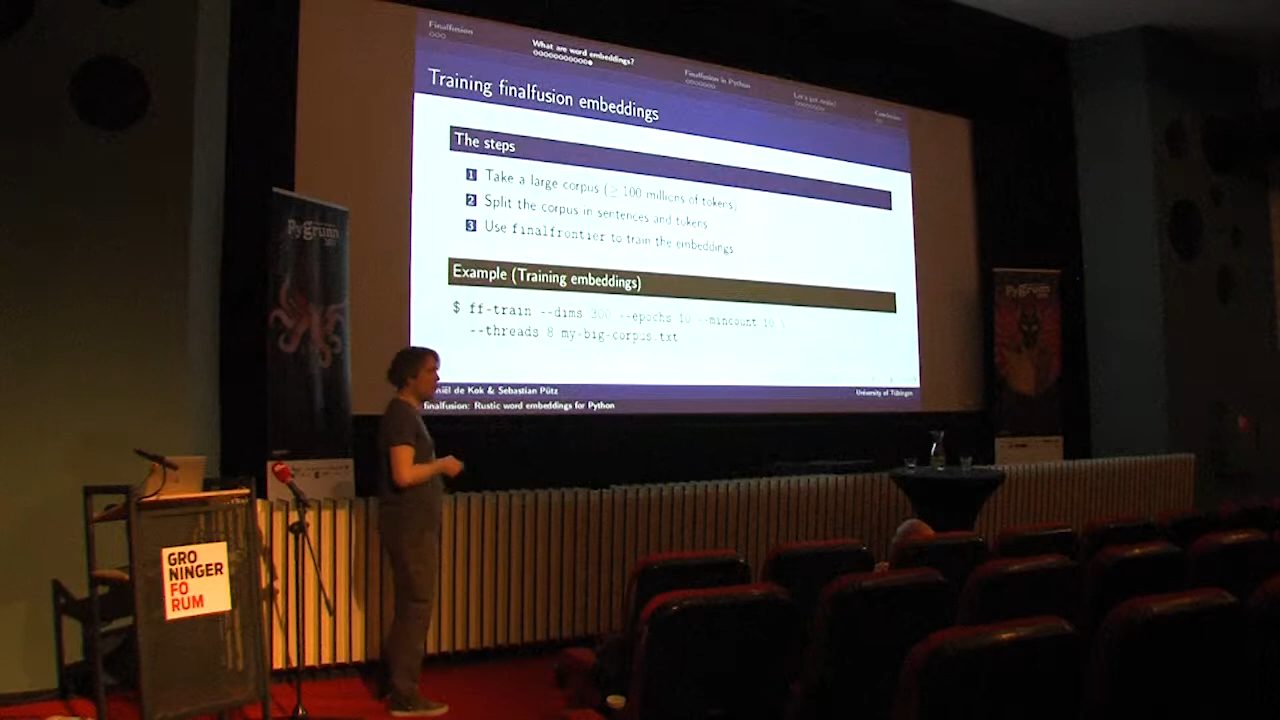 Finalfusion
What are word embeddings?
Finalfusion in Python
Let's get rustic!
Conclusion
Training finalfusion embeddings
The steps
1 Take a large corpus (≥ 100 millions of tokens)
2 Split the corpus in sentences and tokens
3 Use finalfrontier to train the embeddings
Example (Training embeddings)
$ ff-train --dims 300 --epochs 10 --mincount 10 \
--threads 8 my-big-corpus.txt
niël de Kok & Sebastian Pütz
University of Tübingen
finalfusion: Rustic word embeddings for Python
PyGrunn
PyGrunn
GRO
NINGER
FO
RUM